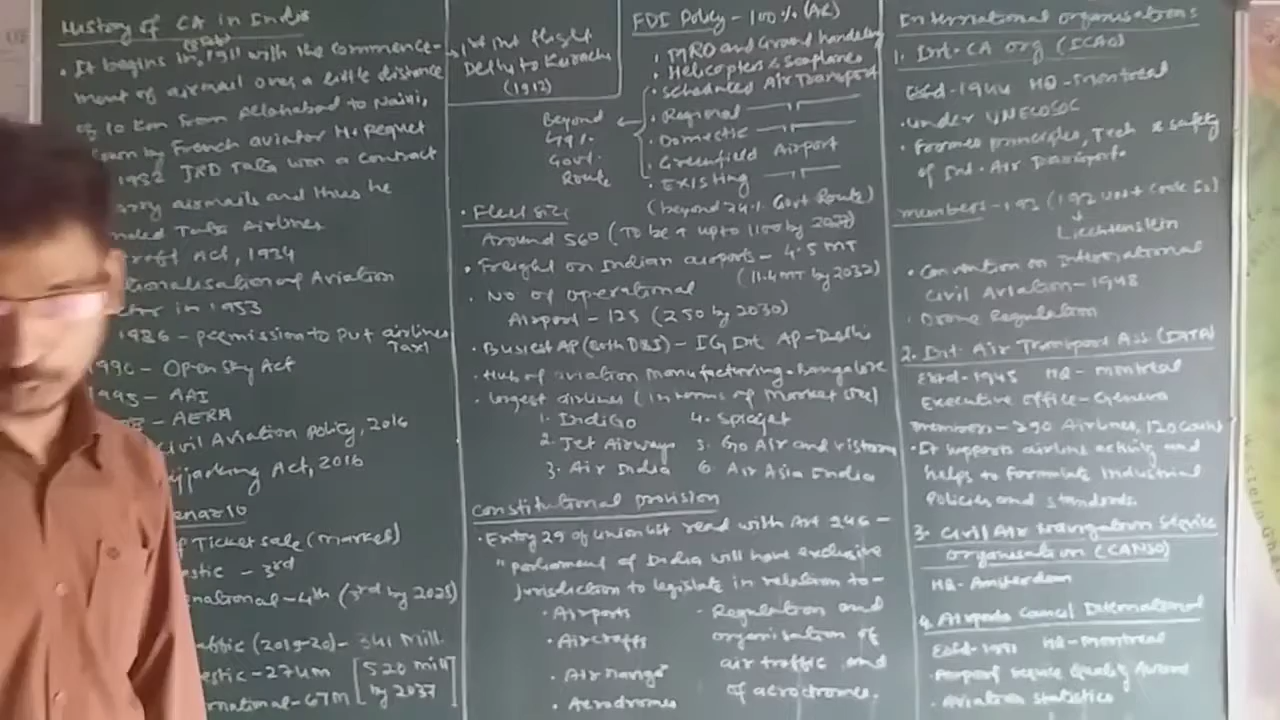 History of CA in India
(Feb)
• It begins in, 1911 with the commence-
ment of airmail over a little distance
of 10 km from Allahabad to Naini,
by French aviator H. Pequet
1932 JRD Tata won a contract
airmails and thus he
Tata Airlines
Act, 1934
Nationalisation of Aviation
in 1953
1986 - permission to Pvt airlines
Taxi
1990 - Open Sky Act
1995 - AAI
AERA
Civil Aviation policy, 2016
Act, 2016
Ticket sale (market)
3rd
4th (3rd by 2025)
(2019-20) - 341 Mill.
274m
67M
[520 mill
by 2037]
1st Int flight
Delhi to Karachi
(1912)
FDI Policy - 100% (AR)
• MRO and Ground handling
• Helicopters & Seaplanes
• Scheduled Air Transport
• Regional —"—
• Domestic —"—
• Greenfield Airport
• Existing —"—
Beyond
49%
Govt.
Route
(beyond 74% Govt Route)
• Fleet size
Around 560 (To be ↑ upto 1100 by 2027)
• Freight on Indian airports - 4.5 MT
(11.4 MT by 2032)
• No of operational
Airport - 125 (250 by 2030)
• Busiest AP (both D&I) - IG Int AP - Delhi
• Hub of aviation manufacturing - Bangalore
• largest airlines (in terms of market size)
1. IndiGo 4. Spicejet
2. Jet Airways 5. Go Air and vistara
3. Air India 6. Air Asia India
Constitutional provision
• Entry 29 of union list read with Art 246 -
"parliament of India will have exclusive
jurisdiction to legislate in relation to -
• Airports
• Aircrafts
• Aerodromes
- Regulation and
organisation of
air traffic and
of aerodromes.
International organisations
1. Int. CA org (ICAO)
Estd - 1944 HQ - Montreal
• under UNECOSOC
principles, Tech & safety
of Int. Air Transport.
members - 193
Liechtenstein
• Convention on International
Civil Aviation - 1948
• Drone Regulation
2. Int. Air Transport Ass. (IATA)
Estd - 1945 HQ - Montreal
Executive office - Geneva
members - 290 Airlines, 120
• It supports airline activity and
helps to formulate industrial
policies and standards.
3. Civil Air Navigation Service
Organisation (CANSO)
HQ - Amsterdam
4. Airports Council International
Estd - 1991 HQ - Montreal
• Airport service Quality Award
• Aviation statistics